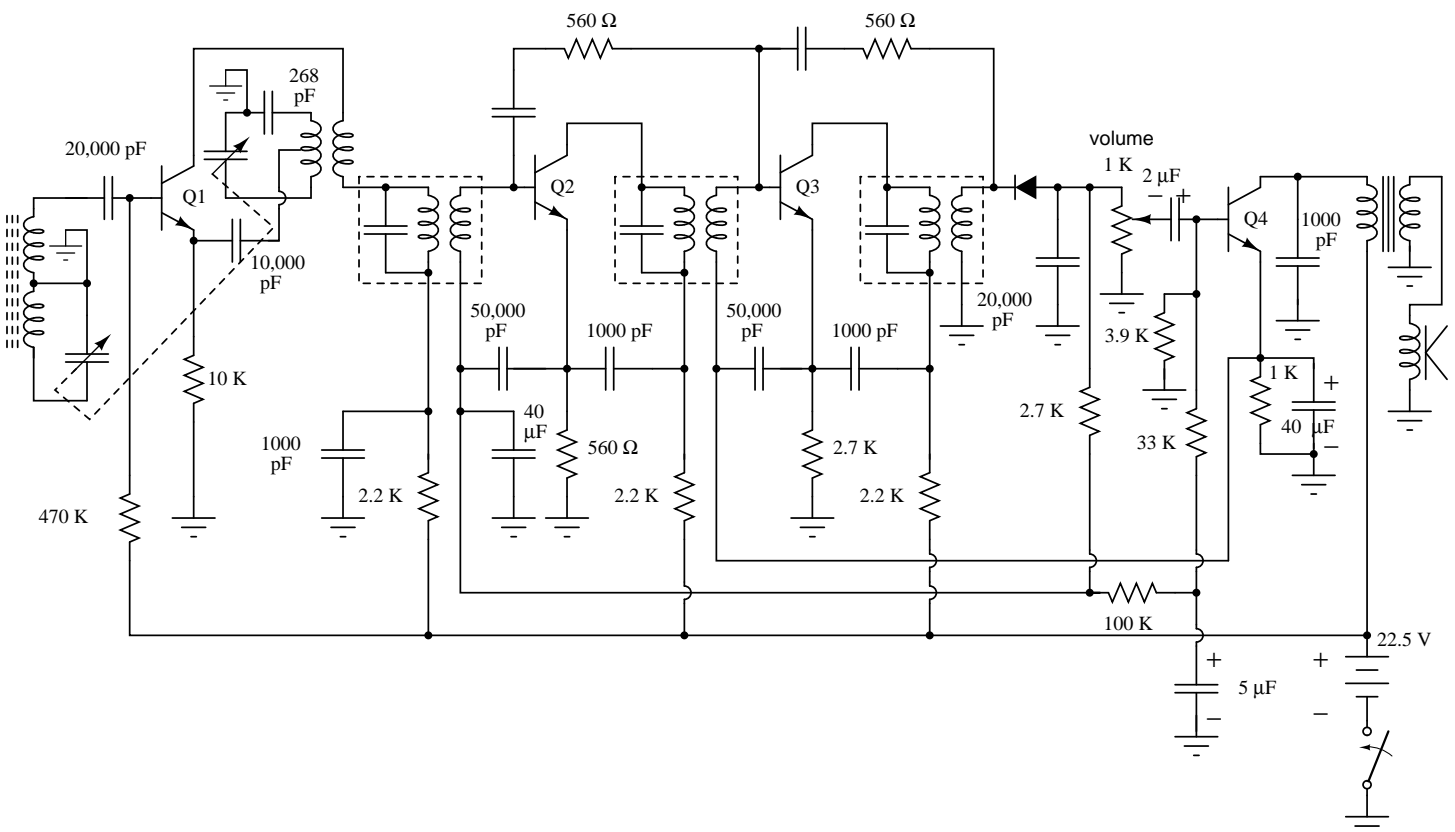 560 Ω
560 Ω
268
pF
volume
1 K
2 µF
−
+
20,000 pF
Q1
Q2
Q3
Q4
1000
pF
10,000
pF
50,000
pF
1000 pF
50,000
pF
1000 pF
20,000
pF
3.9 K
10 K
1 K
+
40 µF
−
40
µF
2.7 K
33 K
1000
pF
560 Ω
2.7 K
2.2 K
2.2 K
2.2 K
470 K
100 K
22.5 V
+
5 µF
−
+
−